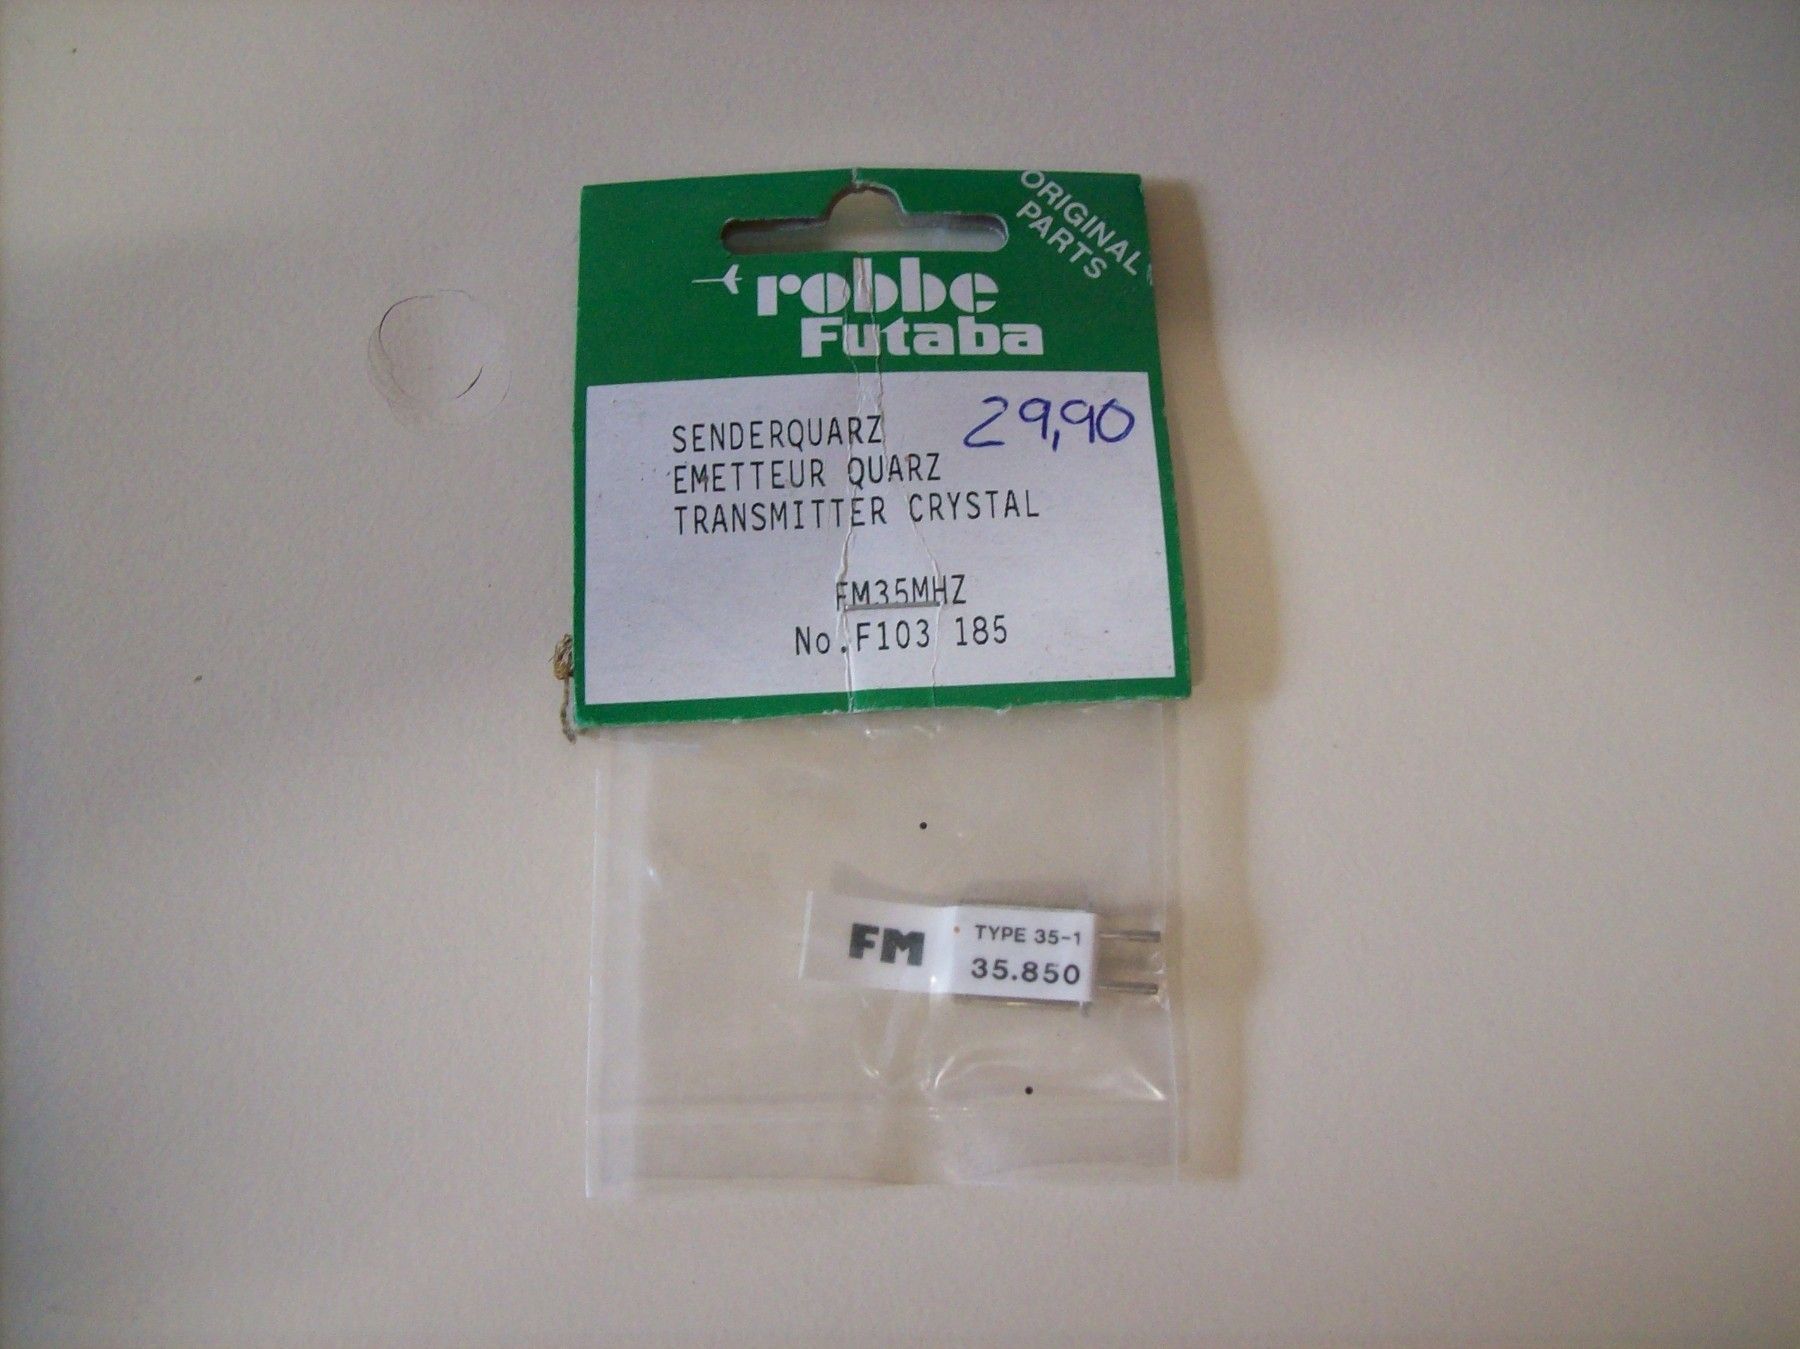 ORIGINAL
PARTS
robbe
Futaba
29,90
SENDERQUARZ
EMETTEUR QUARZ
TRANSMITTER CRYSTAL
FM35MHZ
No.F103 185
FM
TYPE 35-1
35.850